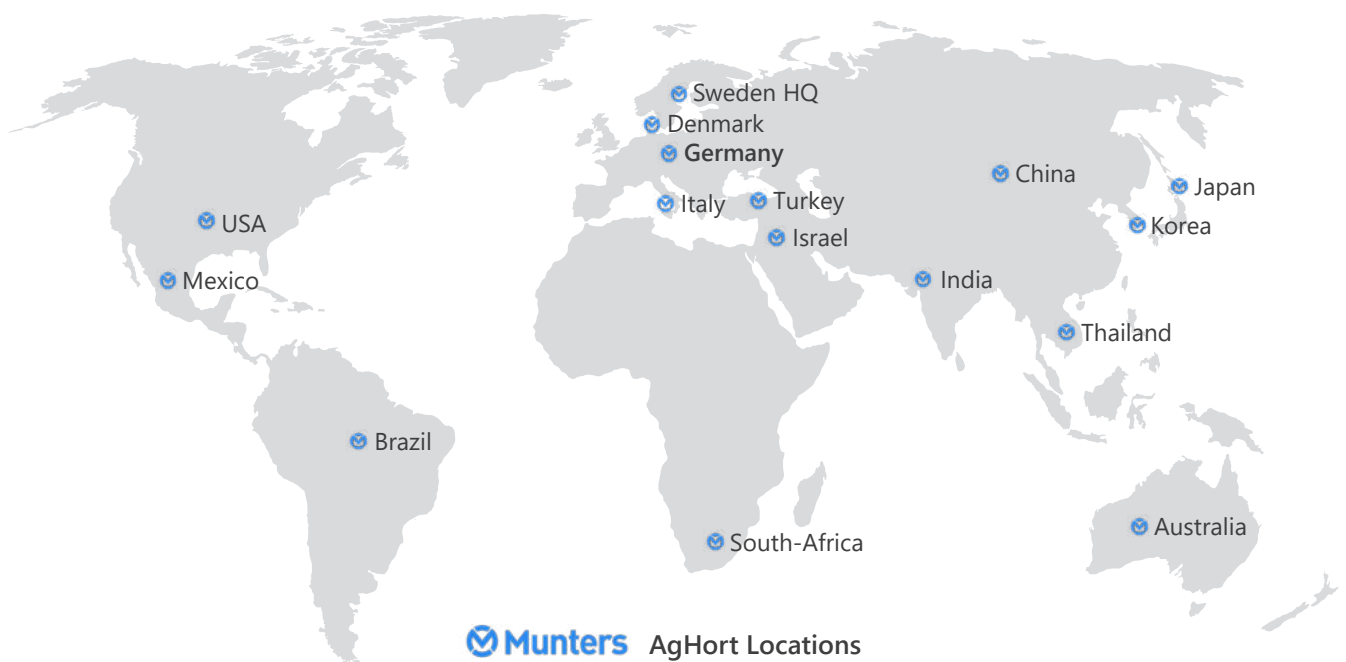 Sweden HQ
Denmark
Germany
China
Japan
Italy
Turkey
USA
Korea
Israel
Mexico
India
Thailand
Brazil
Australia
South-Africa
Munters AgHort Locations